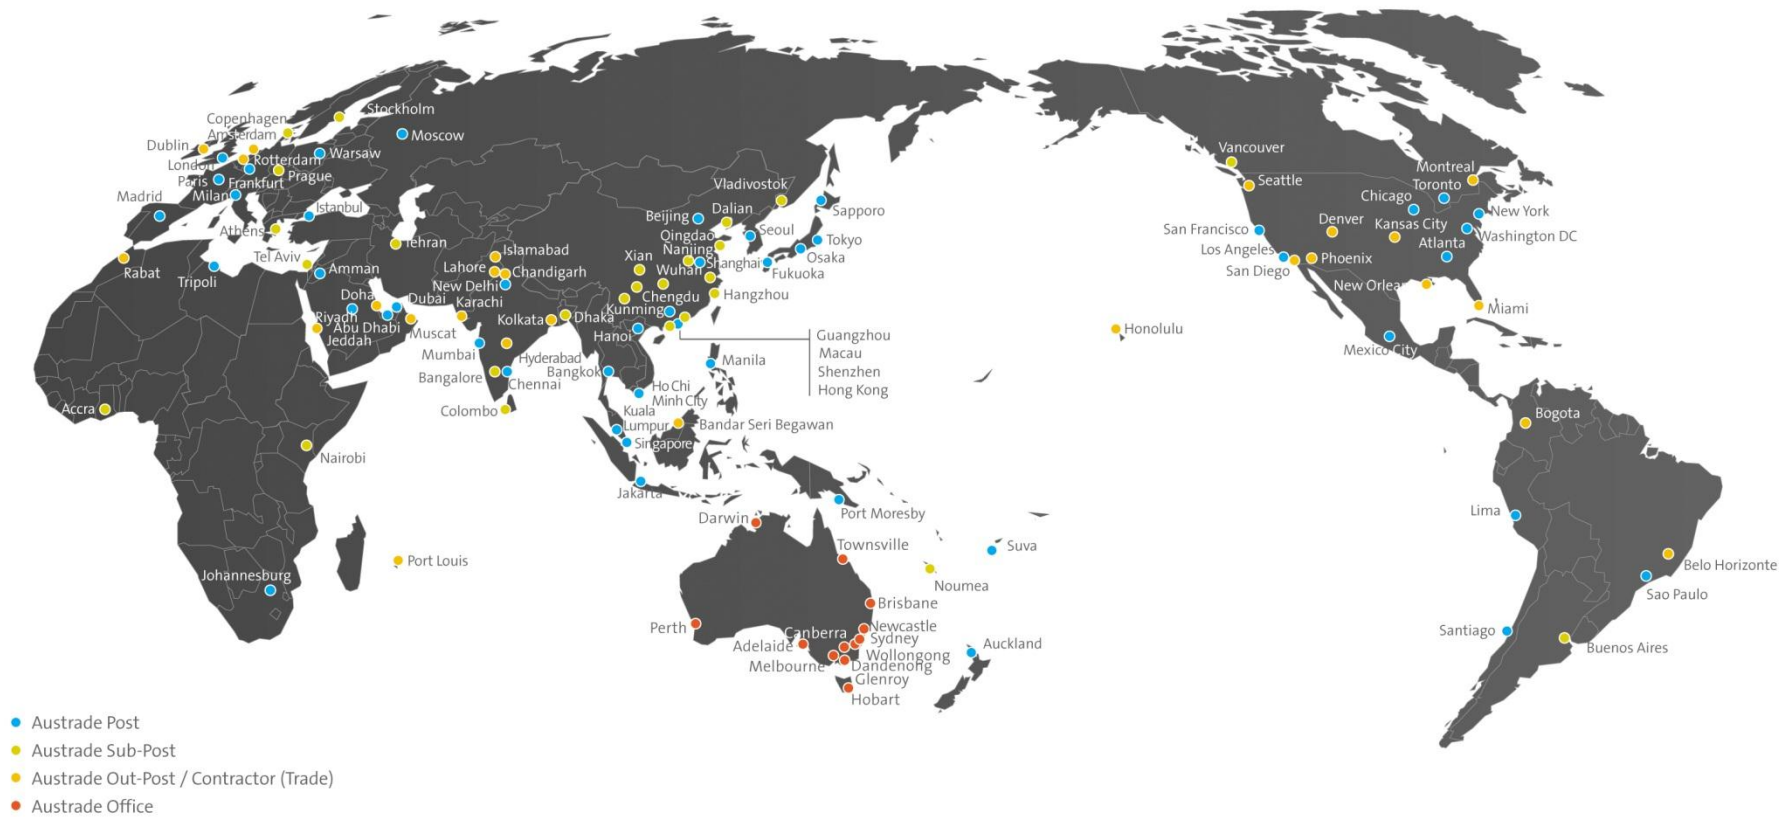 Stockholm
Copenhagen
Amsterdam
Moscow
Dublin
Rotterdam
Warsaw
London
Paris
Frankfurt
Prague
Milan
Madrid
Istanbul
Athens
Tehran
Tel Aviv
Rabat
Tripoli
Amman
Doha
Dubai
Riyadh
Abu Dhabi
Jeddah
Muscat
Accra
Nairobi
Johannesburg
Port Louis
Islamabad
Lahore
Chandigarh
New Delhi
Karachi
Kolkata
Dhaka
Mumbai
Hyderabad
Bangalore
Chennai
Colombo
Vladivostok
Sapporo
Beijing
Dalian
Qingdao
Seoul
Tokyo
Nanjing
Osaka
Xian
Shanghai
Fukuoka
Wuhan
Chengdu
Hangzhou
Kunming
Hanoi
Guangzhou
Macau
Shenzhen
Hong Kong
Bangkok
Manila
Ho Chi
Minh City
Kuala
Lumpur
Bandar Seri Begawan
Singapore
Jakarta
Port Moresby
Darwin
Townsville
Suva
Noumea
Brisbane
Perth
Canberra
Newcastle
Sydney
Adelaide
Wollongong
Melbourne
Dandenong
Glenroy
Hobart
Auckland
Honolulu
Vancouver
Seattle
Montreal
Toronto
Chicago
New York
Denver
Kansas City
San Francisco
Washington DC
Los Angeles
Atlanta
San Diego
Phoenix
New Orleans
Miami
Mexico City
Bogota
Lima
Belo Horizonte
Sao Paulo
Santiago
Buenos Aires
Austrade Post
Austrade Sub-Post
Austrade Out-Post / Contractor (Trade)
Austrade Office